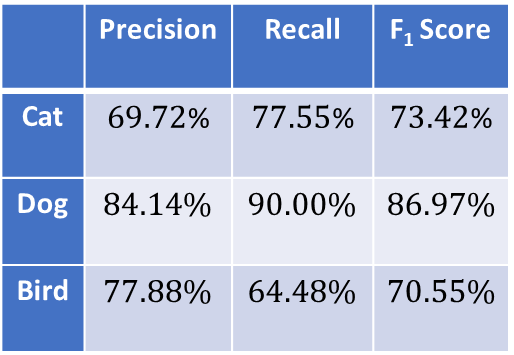 Precision Recall F₁ Score
Cat 69.72% 77.55% 73.42%
Dog 84.14% 90.00% 86.97%
Bird 77.88% 64.48% 70.55%